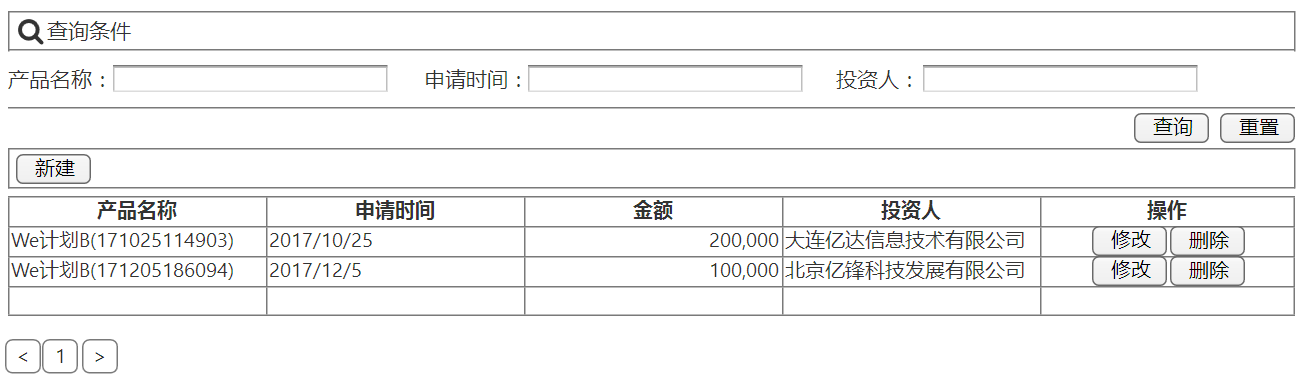 查询条件
产品名称： 申请时间： 投资人：
查询 重置
新建
产品名称 申请时间 金额 投资人 操作
We计划B(171025114903) 2017/10/25 200,000 大连亿达信息技术有限公司 修改 删除
We计划B(171205186094) 2017/12/5 100,000 北京亿锋科技发展有限公司 修改 删除
< 1 >